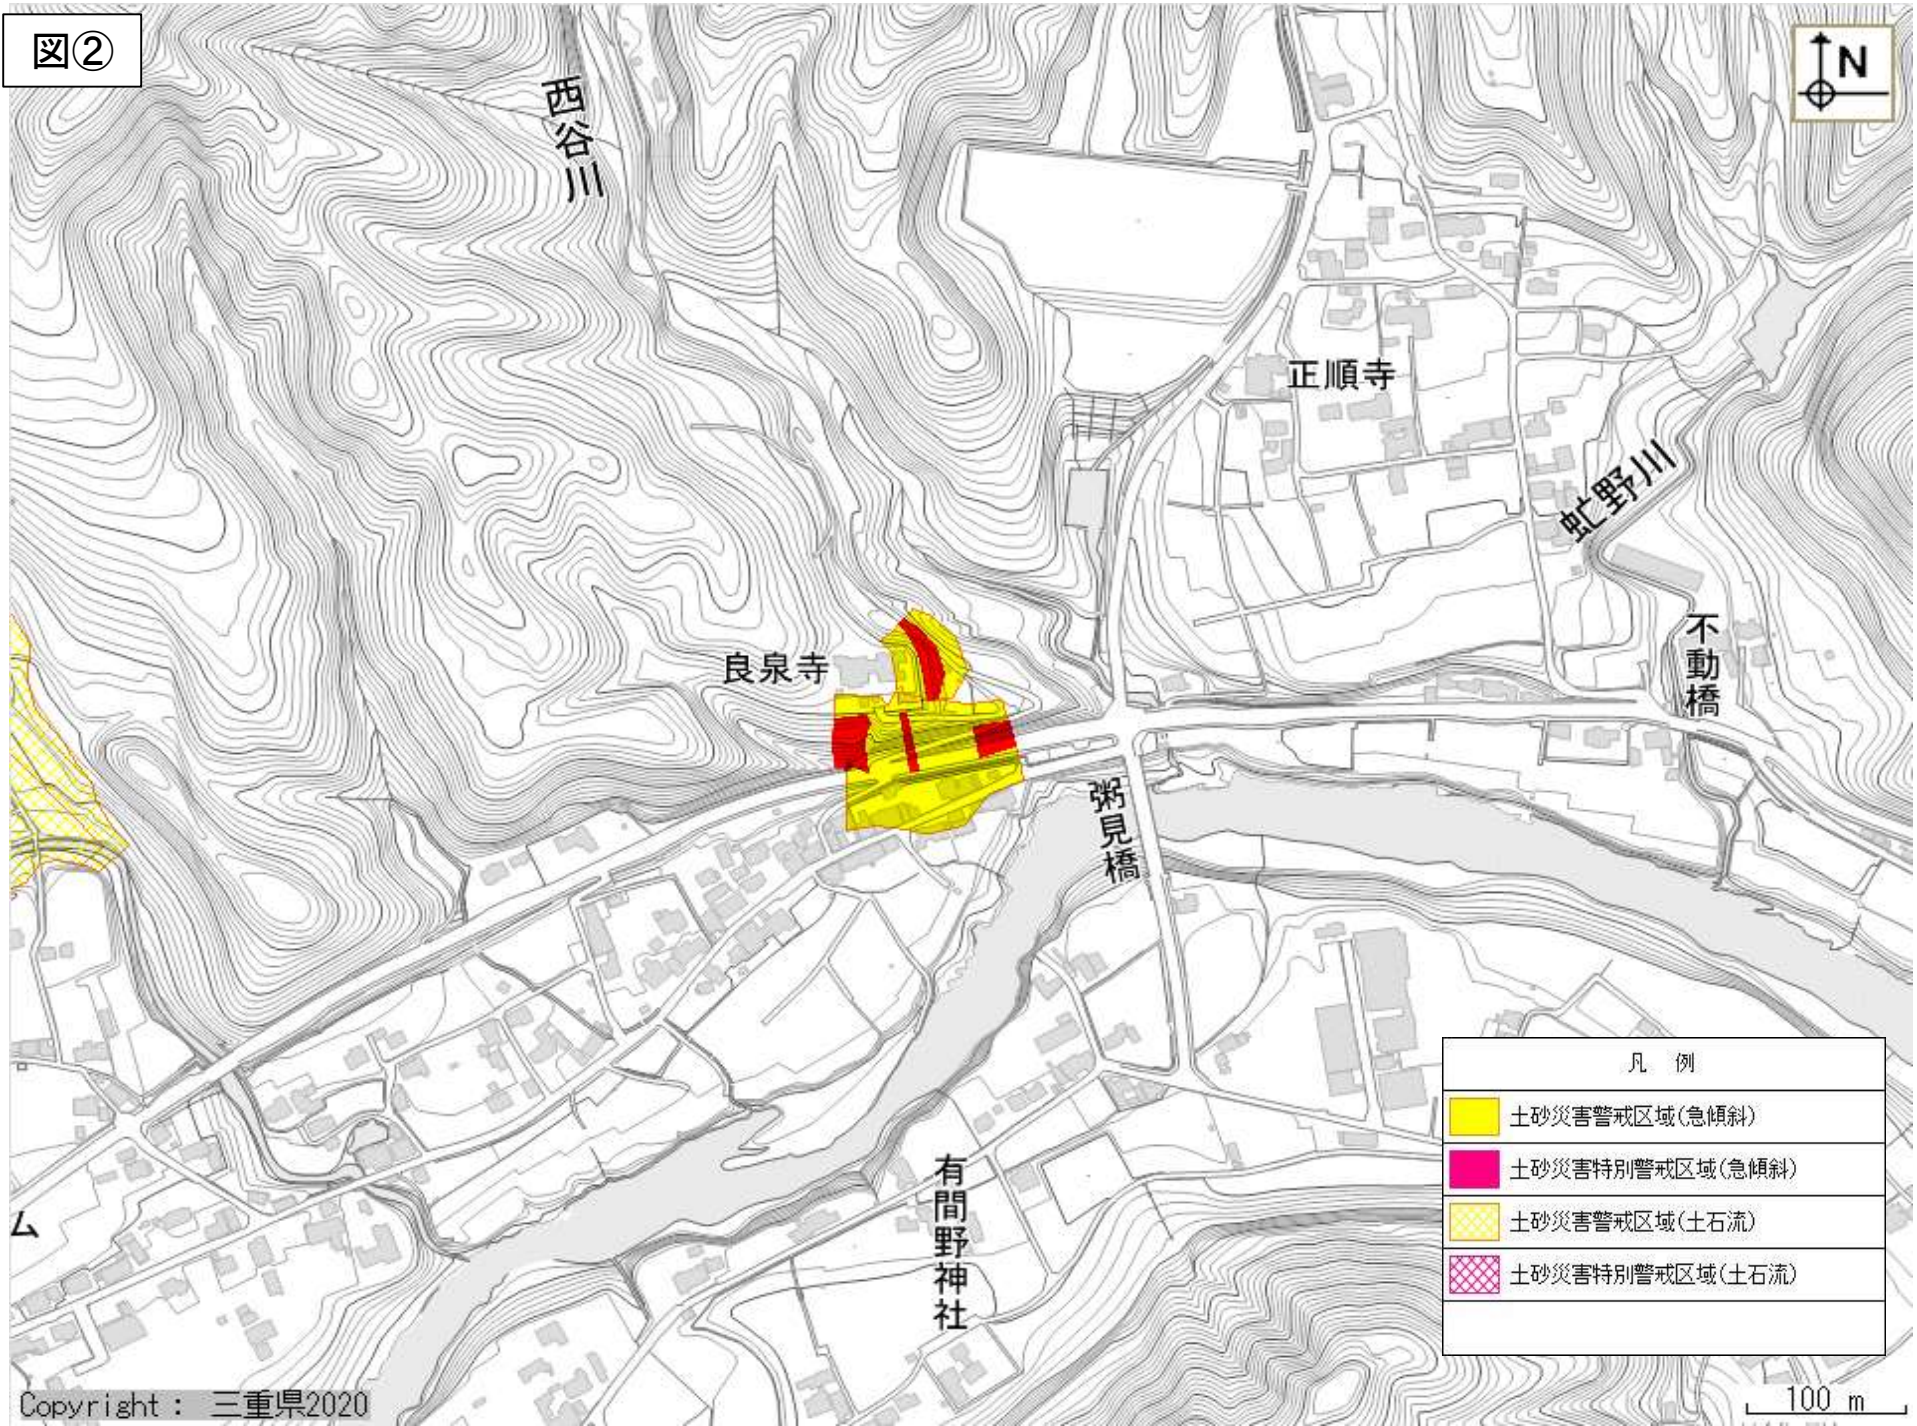 図②
N
西谷川
正順寺
虻野川
不動橋
良泉寺
粥見橋
有間野神社
ム
凡 例
土砂災害警戒区域(急傾斜)
土砂災害特別警戒区域(急傾斜)
土砂災害警戒区域(土石流)
土砂災害特別警戒区域(土石流)
100 m
Copyright : 三重県2020